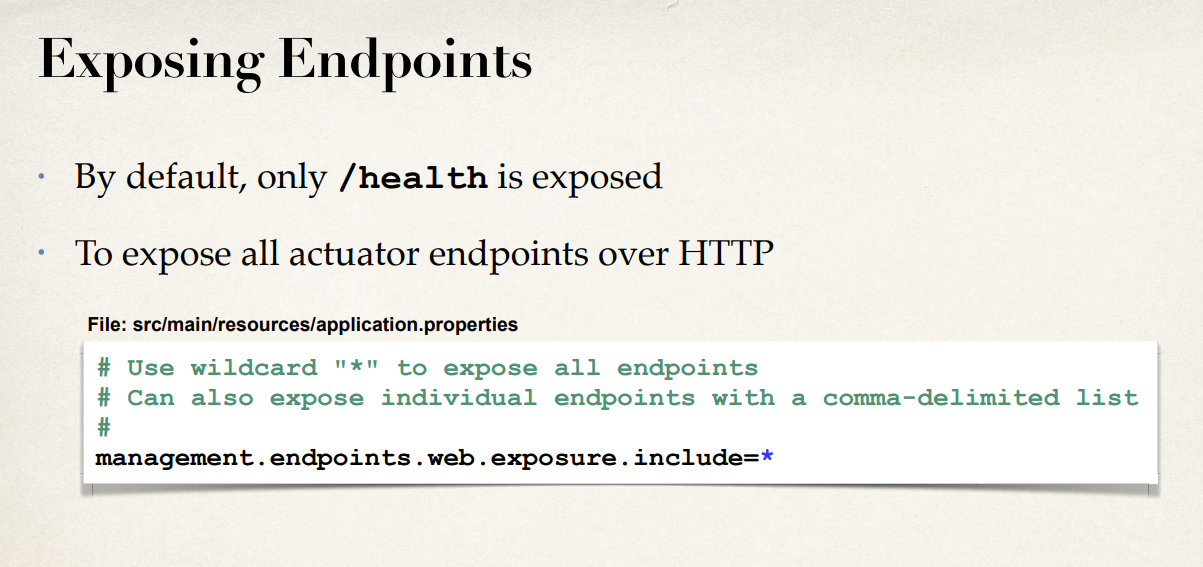 Exposing Endpoints
• By default, only /health is exposed
• To expose all actuator endpoints over HTTP
File: src/main/resources/application.properties
# Use wildcard "*" to expose all endpoints
# Can also expose individual endpoints with a comma-delimited list
#
management.endpoints.web.exposure.include=*